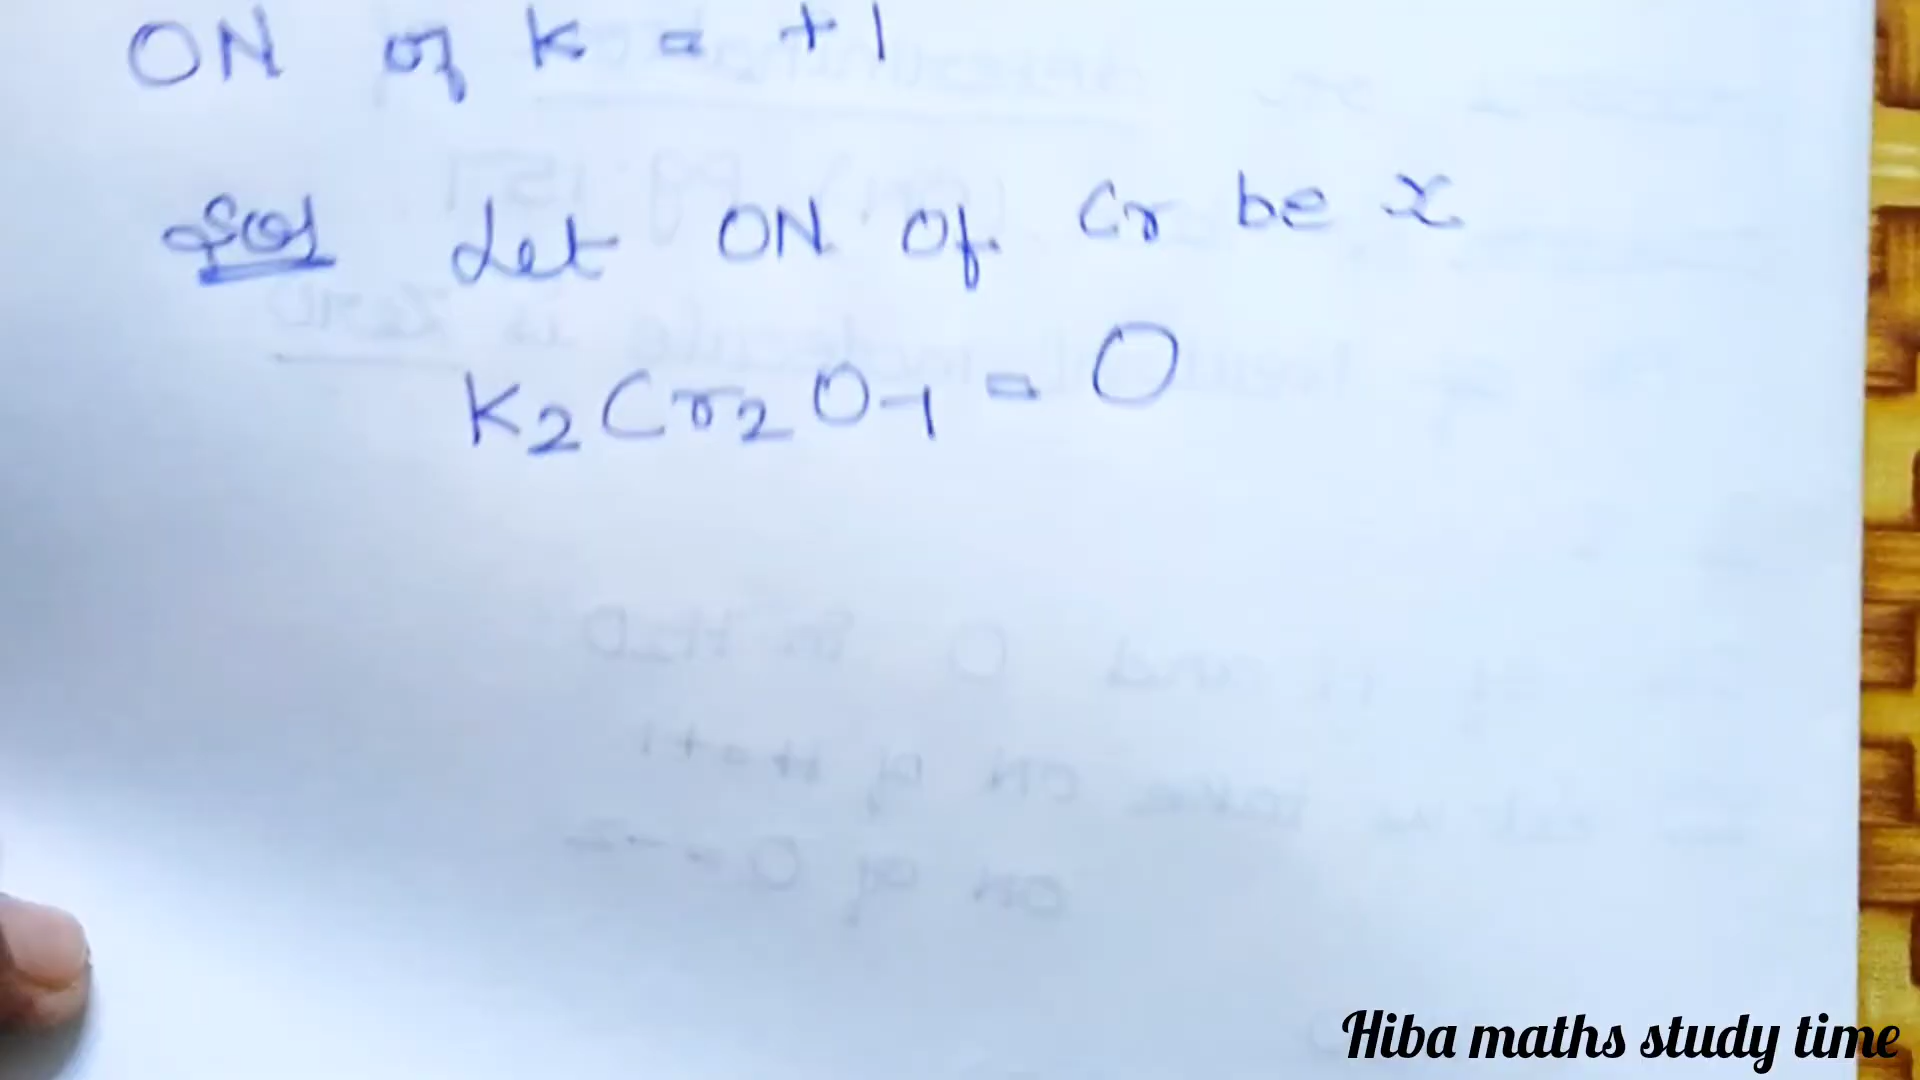 ON of K = +1
Sol Let ON of Cr be x
K2Cr2O7 = 0
Hiba maths study time